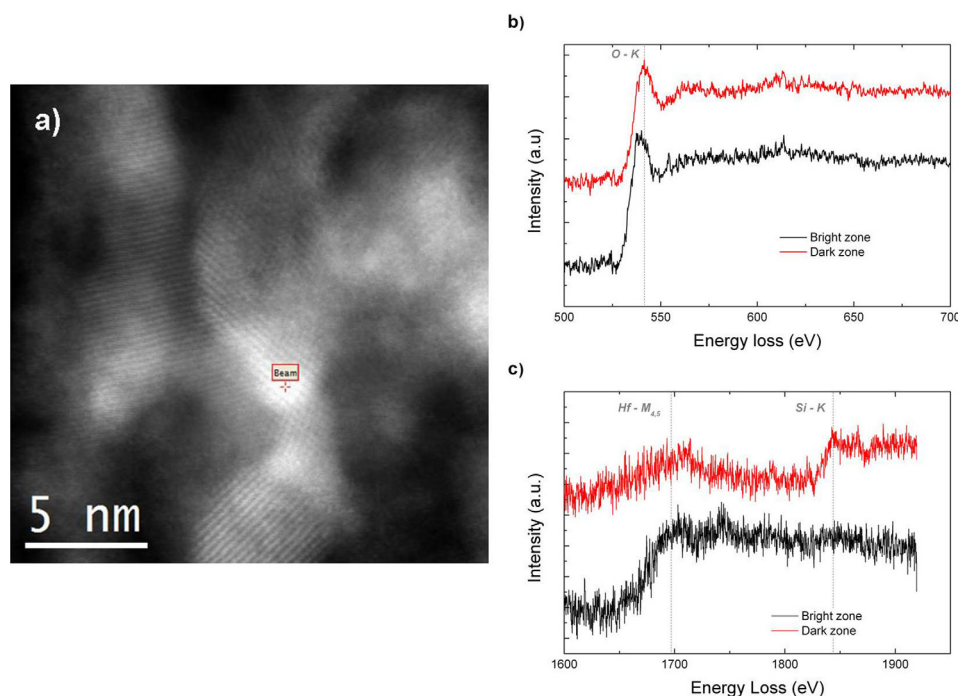 a)
Beam
5 nm
b)
O - K
Intensity (a.u)
Bright zone
Dark zone
500 550 600 650 700
Energy loss (eV)
c)
Hf - M4,5
Si - K
Intensity (a.u.)
Bright zone
Dark zone
1600 1700 1800 1900
Energy Loss (eV)